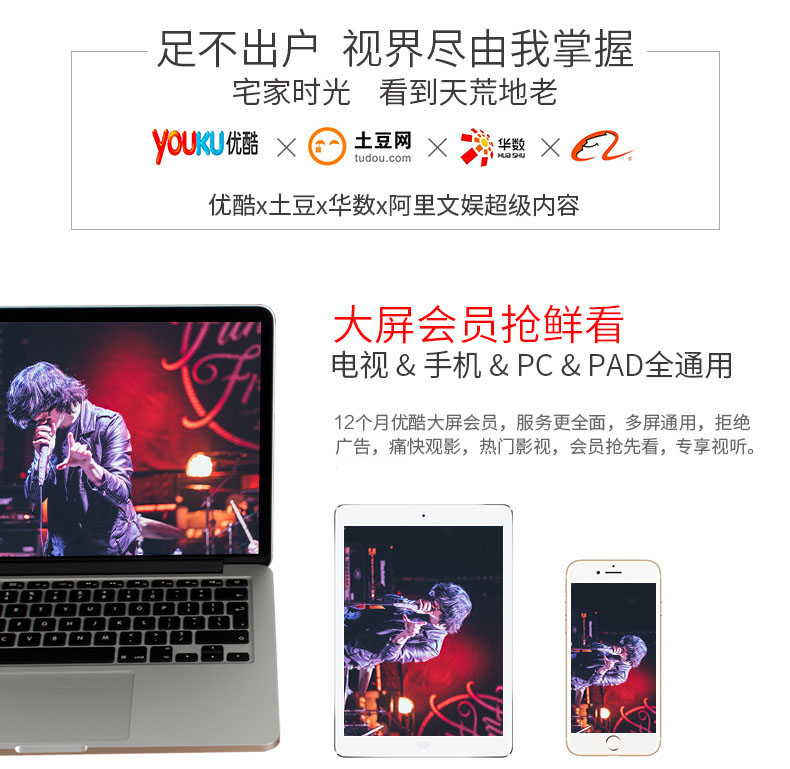 足不出户 视界尽由我掌握
宅家时光 看到天荒地老
YOUKU优酷 × 土豆网 tudou.com × 华数 HUA SHU ×
优酷x土豆x华数x阿里文娱超级内容
大屏会员抢鲜看
电视 & 手机 & PC & PAD全通用
12个月优酷大屏会员，服务更全面，多屏通用，拒绝
广告，痛快观影，热门影视，会员抢先看，专享视听。